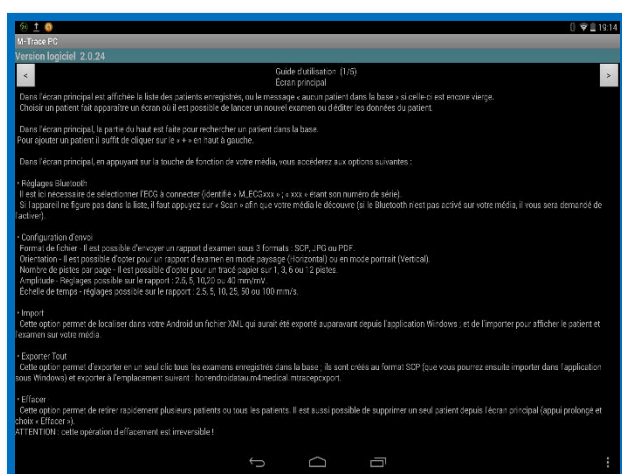 19:14
M-Trace PC
Version logiciel 2.0.24
<
Guide d'utilisation (1/5)
Écran principal
>
Dans l'écran principal est affichée la liste des patients enregistrés, ou le message « aucun patient dans la base » si celle-ci est encore vierge.
Choisir un patient fait apparaître un écran où il est possible de lancer un nouvel examen ou d'éditer les données du patient.
Dans l'écran principal, la partie du haut est faite pour rechercher un patient dans la base.
Pour ajouter un patient il suffit de cliquer sur le « + » en haut à gauche.
Dans l'écran principal, en appuyant sur la touche de fonction de votre média, vous accéderez aux options suivantes :
• Réglages Bluetooth
Il est ici necessaire de sélectionner l'ECG à connecter (identifié « M_ECGxxx » ; « xxx » étant son numéro de série).
Si l'appareil ne figure pas dans la liste, il faut appuyez sur « Scan » afin que votre média le découvre (si le Bluetooth n'est pas activé sur votre média, il vous sera demandé de
l'activer).
• Configuration d'envoi
Format de fichier - Il est possible d'envoyer un rapport d'examen sous 3 formats : SCP, JPG ou PDF.
Orientation - Il est possible d'opter pour un rapport d'examen en mode paysage (Horizontal) ou en mode portrait (Vertical).
Nombre de pistes par page - Il est possible d'opter pour un tracé papier sur 1, 3, 6 ou 12 pistes.
Amplitude - Réglages possible sur le rapport : 2.5, 5, 10,20 ou 40 mm/mV.
Échelle de temps - réglages possible sur le rapport : 2.5, 5, 10, 25, 50 ou 100 mm/s.
• Import
Cette option permet de localiser dans votre Android un fichier XML qui aurait été exporté auparavant depuis l'application Windows ; et de l'importer pour afficher le patient et
l'examen sur votre média.
• Exporter Tout
Cette option permet d'exporter en un seul clic tous les examens enregistrés dans la base ; ils sont créés au format SCP (que vous pourrez ensuite importer dans l'application
sous Windows) et exporter à l'emplacement suivant :
• Effacer
Cette option permet de retirer rapidement plusieurs patients ou tous les patients. Il est aussi possible de supprimer un seul patient depuis l'écran principal (appui prolongé et
choix « Effacer »).
ATTENTION : cette opération d'effacement est irreversible !